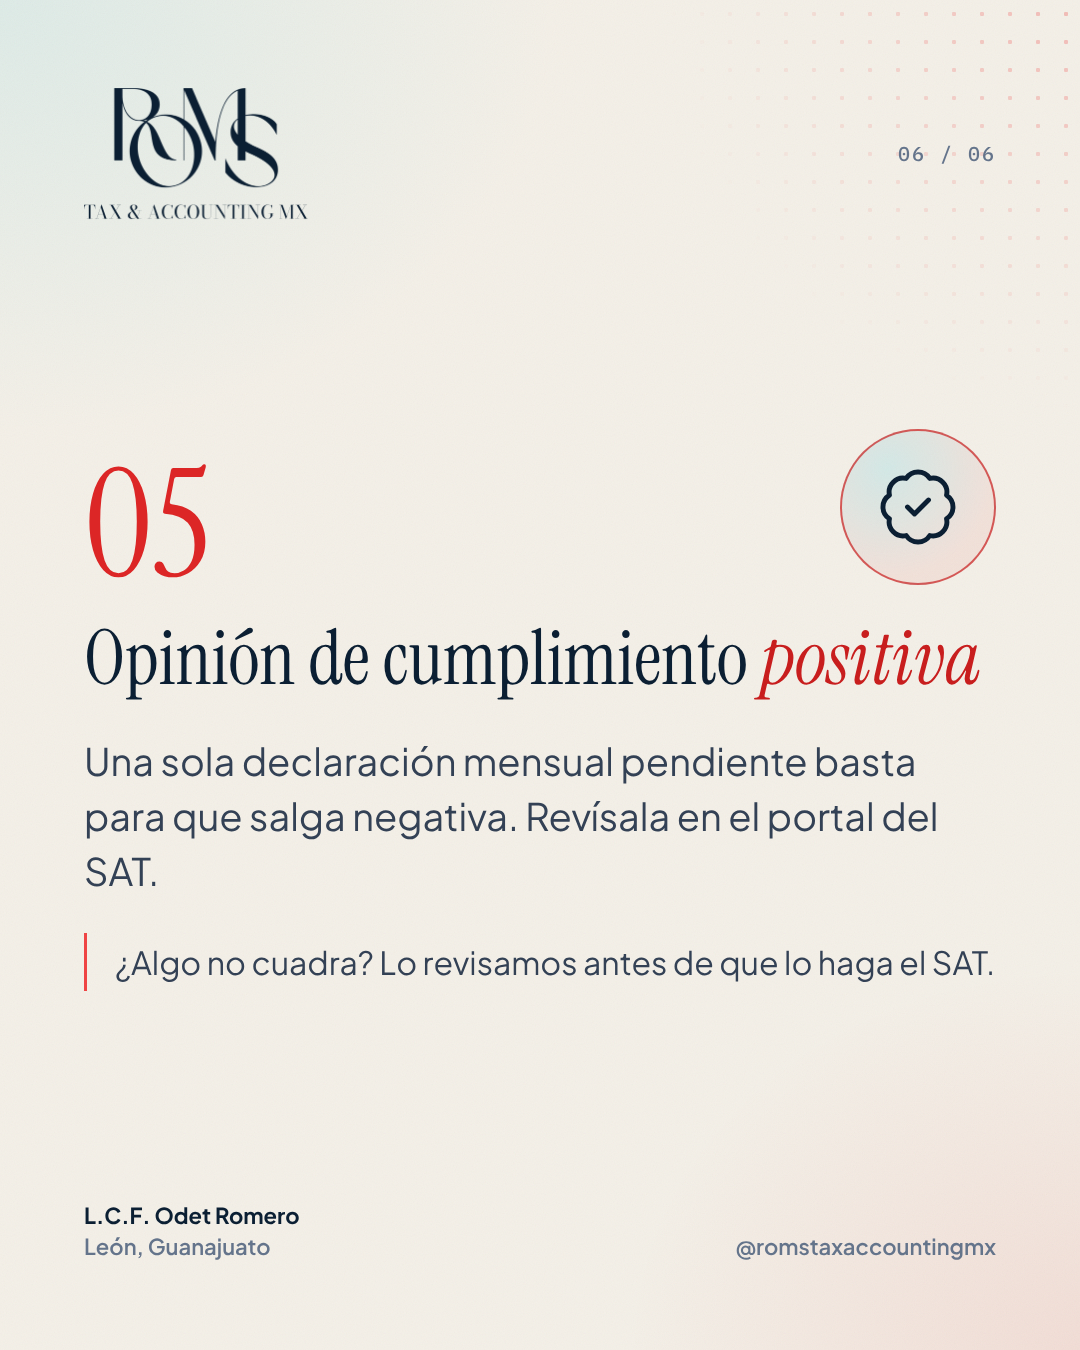 ROMS
TAX & ACCOUNTING MX
06 / 06
05
Opinión de cumplimiento positiva
Una sola declaración mensual pendiente basta
para que salga negativa. Revísala en el portal del
SAT.
¿Algo no cuadra? Lo revisamos antes de que lo haga el SAT.
L.C.F. Odet Romero
León, Guanajuato
@romstaxaccountingmx